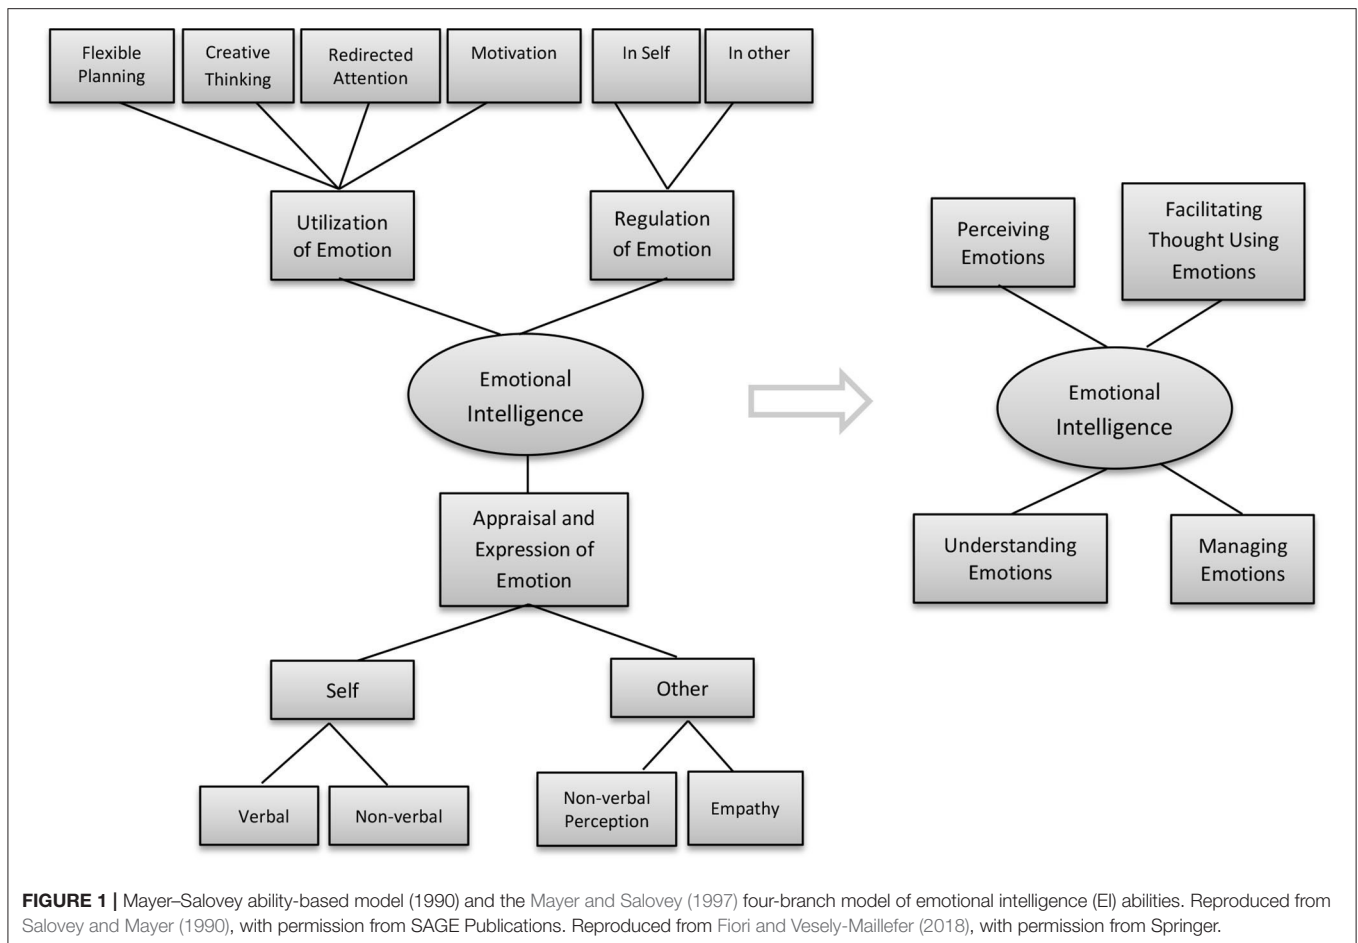 Flexible
Planning
Creative
Thinking
Redirected
Attention
Motivation
In Self
In other
Utilization
of Emotion
Regulation
of Emotion
Emotional
Intelligence
Appraisal and
Expression of
Emotion
Self
Other
Verbal
Non-verbal
Non-verbal
Perception
Empathy
Perceiving
Emotions
Facilitating
Thought Using
Emotions
Emotional
Intelligence
Understanding
Emotions
Managing
Emotions
FIGURE 1 | Mayer–Salovey ability-based model (1990) and the Mayer and Salovey (1997) four-branch model of emotional intelligence (EI) abilities. Reproduced from
Salovey and Mayer (1990), with permission from SAGE Publications. Reproduced from Fiori and Vesely-Maillefer (2018), with permission from Springer.